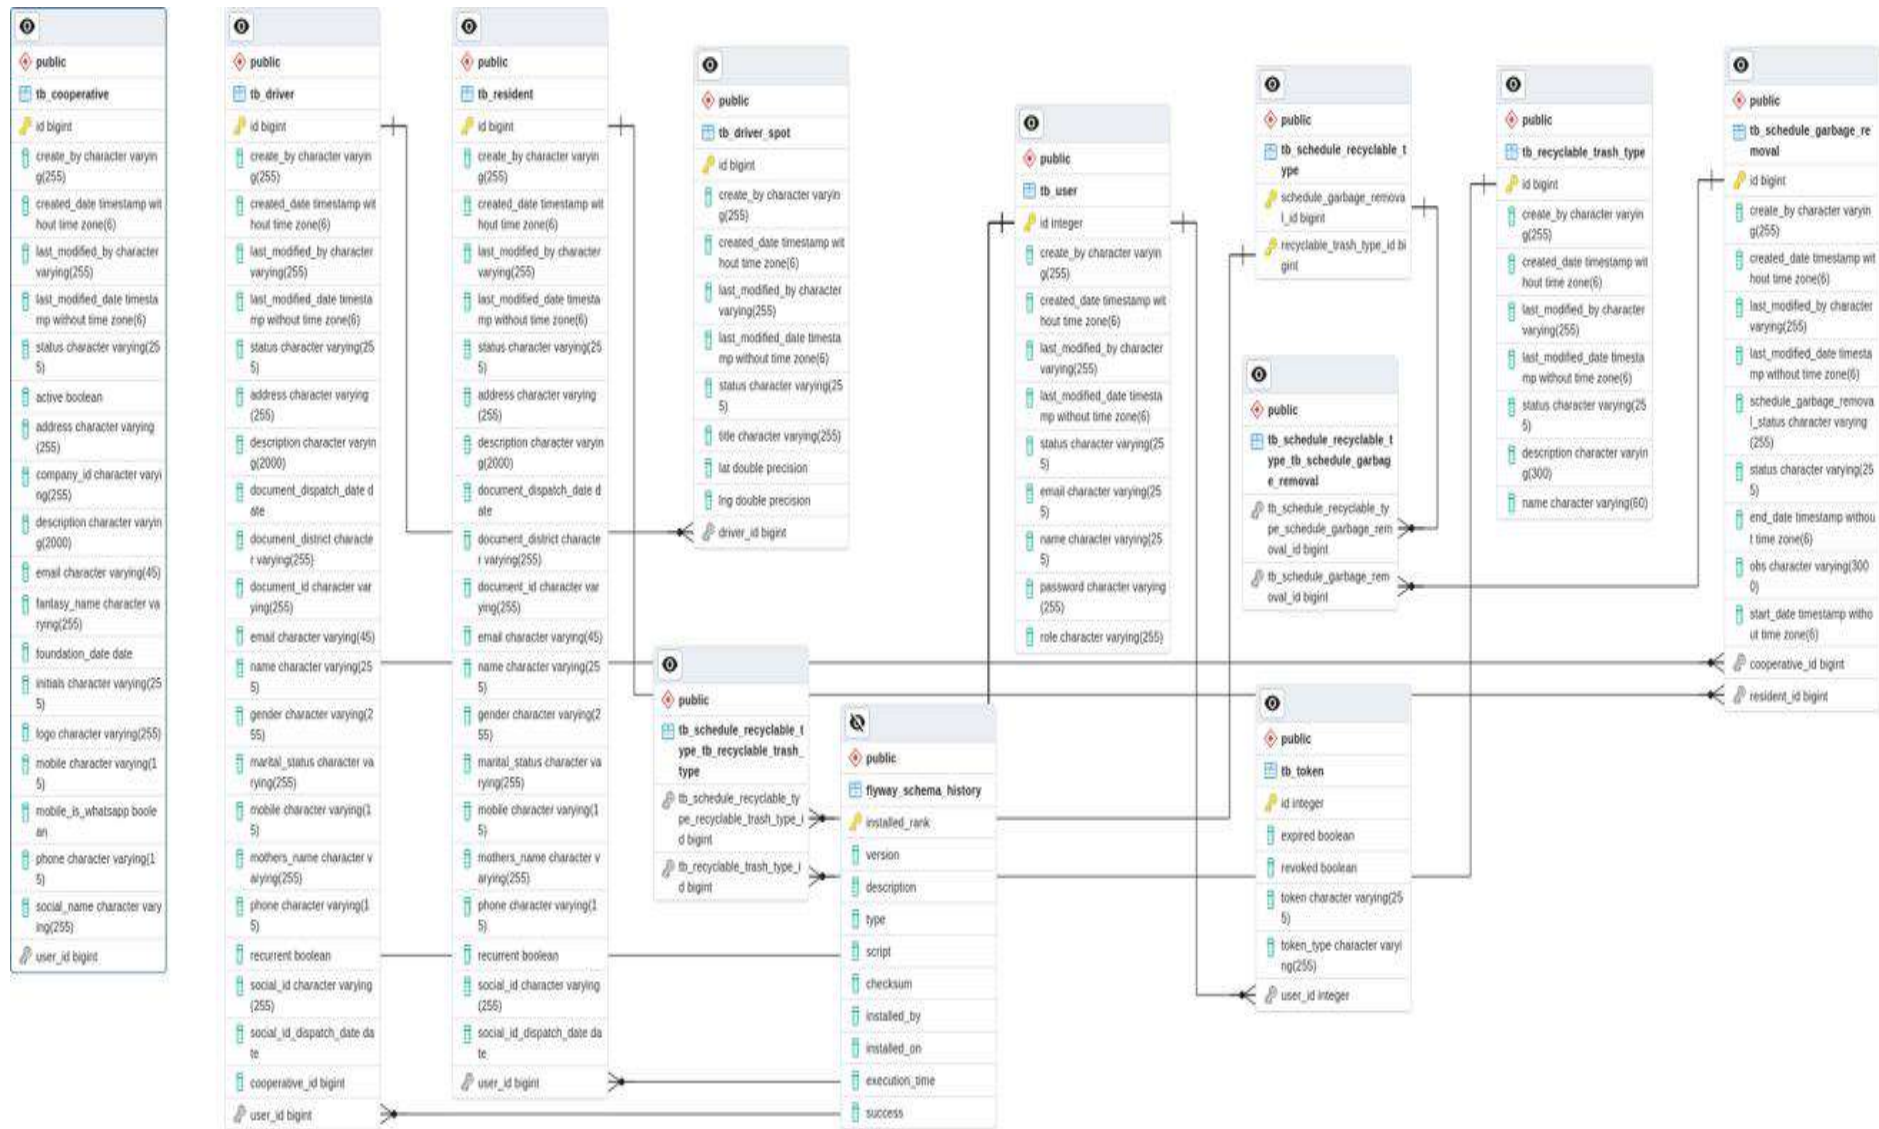 public
tb_cooperative
id bigint
create_by character varyin
g(255)
created_date timestamp wit
hout time zone(6)
last_modified_by character
varying(255)
last_modified_date timesta
mp without time zone(6)
status character varying(25
5)
active boolean
address character varying
(255)
company_id character varyi
ng(255)
description character varyin
g(2000)
email character varying(45)
fantasy_name character va
rying(255)
foundation_date date
initials character varying(25
5)
logo character varying(255)
mobile character varying(1
5)
mobile_is_whatsapp boole
an
phone character varying(1
5)
social_name character vary
ing(255)
user_id bigint
public
tb_driver
id bigint
create_by character varyin
g(255)
created_date timestamp wit
hout time zone(6)
last_modified_by character
varying(255)
last_modified_date timesta
mp without time zone(6)
status character varying(25
5)
address character varying
(255)
description character varyin
g(2000)
document_dispatch_date d
ate
document_district characte
r varying(255)
document_id character var
ying(255)
email character varying(45)
name character varying(25
5)
gender character varying(2
55)
marital_status character va
rying(255)
mobile character varying(1
5)
mothers_name character v
arying(255)
phone character varying(1
5)
recurrent boolean
social_id character varying
(255)
social_id_dispatch_date da
te
cooperative_id bigint
user_id bigint
public
tb_resident
id bigint
create_by character varyin
g(255)
created_date timestamp wit
hout time zone(6)
last_modified_by character
varying(255)
last_modified_date timesta
mp without time zone(6)
status character varying(25
5)
address character varying
(255)
description character varyin
g(2000)
document_dispatch_date d
ate
document_district characte
r varying(255)
document_id character var
ying(255)
email character varying(45)
name character varying(25
5)
gender character varying(2
55)
marital_status character va
rying(255)
mobile character varying(1
5)
mothers_name character v
arying(255)
phone character varying(1
5)
recurrent boolean
social_id character varying
(255)
social_id_dispatch_date da
te
user_id bigint
public
tb_driver_spot
id bigint
create_by character varyin
g(255)
created_date timestamp wit
hout time zone(6)
last_modified_by character
varying(255)
last_modified_date timesta
mp without time zone(6)
status character varying(25
5)
title character varying(255)
lat double precision
lng double precision
driver_id bigint
public
tb_schedule_recyclable_t
ype_tb_recyclable_trash_
type
tb_schedule_recyclable_ty
pe_recyclable_trash_type_i
d bigint
tb_recyclable_trash_type_i
d bigint
public
flyway_schema_history
installed_rank
version
description
type
script
checksum
installed_by
installed_on
execution_time
success
public
tb_user
id integer
create_by character varyin
g(255)
created_date timestamp wit
hout time zone(6)
last_modified_by character
varying(255)
last_modified_date timesta
mp without time zone(6)
status character varying(25
5)
email character varying(25
5)
name character varying(25
5)
password character varying
(255)
role character varying(255)
public
tb_schedule_recyclable_t
ype
schedule_garbage_remova
l_id bigint
recyclable_trash_type_id bi
gint
public
tb_schedule_recyclable_t
ype_tb_schedule_garbag
e_removal
tb_schedule_recyclable_ty
pe_schedule_garbage_rem
oval_id bigint
tb_schedule_garbage_rem
oval_id bigint
public
tb_token
id integer
expired boolean
revoked boolean
token character varying(25
5)
token_type character varyi
ng(255)
user_id integer
public
tb_recyclable_trash_type
id bigint
create_by character varyin
g(255)
created_date timestamp wit
hout time zone(6)
last_modified_by character
varying(255)
last_modified_date timesta
mp without time zone(6)
status character varying(25
5)
description character varyin
g(300)
name character varying(60)
public
tb_schedule_garbage_re
moval
id bigint
create_by character varyin
g(255)
created_date timestamp wit
hout time zone(6)
last_modified_by character
varying(255)
last_modified_date timesta
mp without time zone(6)
schedule_garbage_remova
l_status character varying
(255)
status character varying(25
5)
end_date timestamp withou
t time zone(6)
obs character varying(300
0)
start_date timestamp witho
ut time zone(6)
cooperative_id bigint
resident_id bigint